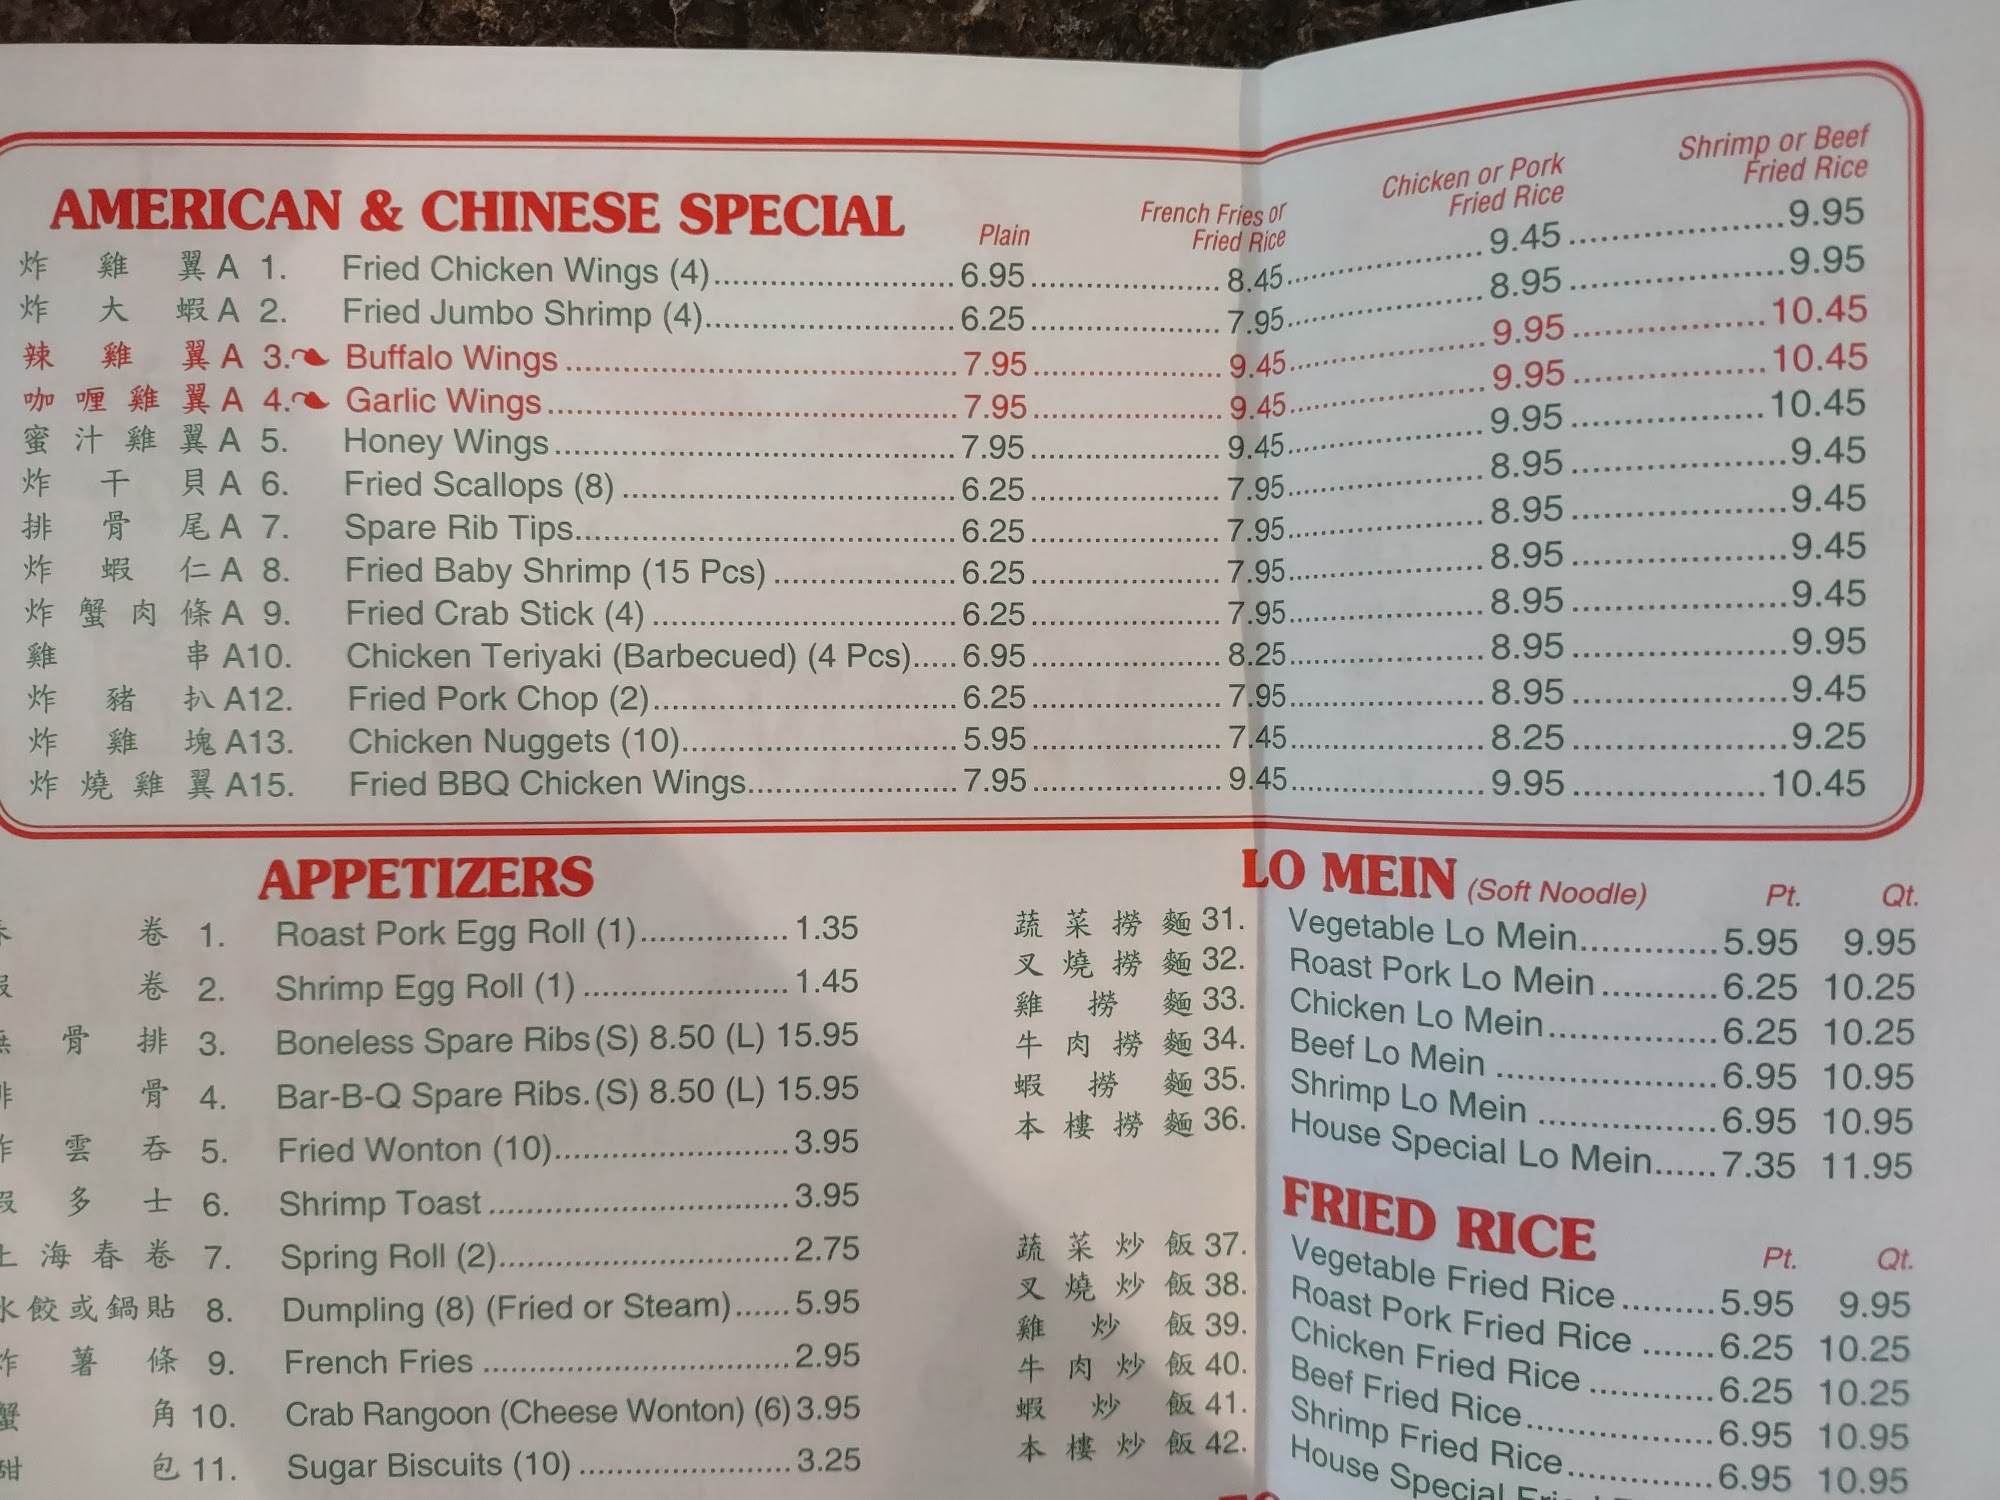 AMERICAN & CHINESE SPECIAL
Plain
French Fries or
Fried Rice
Chicken or Pork
Fried Rice
Shrimp or Beef
Fried Rice
炸雞翼 A 1. Fried Chicken Wings (4) 6.95 8.45 9.45 9.95
炸大蝦 A 2. Fried Jumbo Shrimp (4) 6.25 7.95 8.95 9.95
辣雞翼 A 3. Buffalo Wings 7.95 9.45 9.95 10.45
咖喱雞翼 A 4. Garlic Wings 7.95 9.45 9.95 10.45
蜜汁雞翼 A 5. Honey Wings 7.95 9.45 9.95 10.45
炸干貝 A 6. Fried Scallops (8) 6.25 7.95 8.95 9.45
排骨尾 A 7. Spare Rib Tips 6.25 7.95 8.95 9.45
炸蝦仁 A 8. Fried Baby Shrimp (15 Pcs) 6.25 7.95 8.95 9.45
炸蟹肉條 A 9. Fried Crab Stick (4) 6.25 7.95 8.95 9.45
雞串 A10. Chicken Teriyaki (Barbecued) (4 Pcs) 6.95 8.25 8.95 9.95
炸豬扒 A12. Fried Pork Chop (2) 6.25 7.95 8.95 9.45
炸雞塊 A13. Chicken Nuggets (10) 5.95 7.45 8.25 9.25
炸燒雞翼 A15. Fried BBQ Chicken Wings 7.95 9.45 9.95 10.45
APPETIZERS
卷 1. Roast Pork Egg Roll (1) 1.35
卷 2. Shrimp Egg Roll (1) 1.45
骨排 3. Boneless Spare Ribs (S) 8.50 (L) 15.95
骨 4. Bar-B-Q Spare Ribs. (S) 8.50 (L) 15.95
雲吞 5. Fried Wonton (10) 3.95
多士 6. Shrimp Toast 3.95
上海春卷 7. Spring Roll (2) 2.75
水餃或鍋貼 8. Dumpling (8) (Fried or Steam) 5.95
薯條 9. French Fries 2.95
蟹角 10. Crab Rangoon (Cheese Wonton) (6) 3.95
甜包 11. Sugar Biscuits (10) 3.25
LO MEIN (Soft Noodle) Pt. Qt.
蔬菜撈麵 31. Vegetable Lo Mein 5.95 9.95
叉燒撈麵 32. Roast Pork Lo Mein 6.25 10.25
雞撈麵 33. Chicken Lo Mein 6.25 10.25
牛肉撈麵 34. Beef Lo Mein 6.95 10.95
蝦撈麵 35. Shrimp Lo Mein 6.95 10.95
本樓撈麵 36. House Special Lo Mein 7.35 11.95
FRIED RICE Pt. Qt.
蔬菜炒飯 37. Vegetable Fried Rice 5.95 9.95
叉燒炒飯 38. Roast Pork Fried Rice 6.25 10.25
雞炒飯 39. Chicken Fried Rice 6.25 10.25
牛肉炒飯 40. Beef Fried Rice 6.95 10.95
蝦炒飯 41. Shrimp Fried Rice 6.95 10.95
本樓炒飯 42. House Special